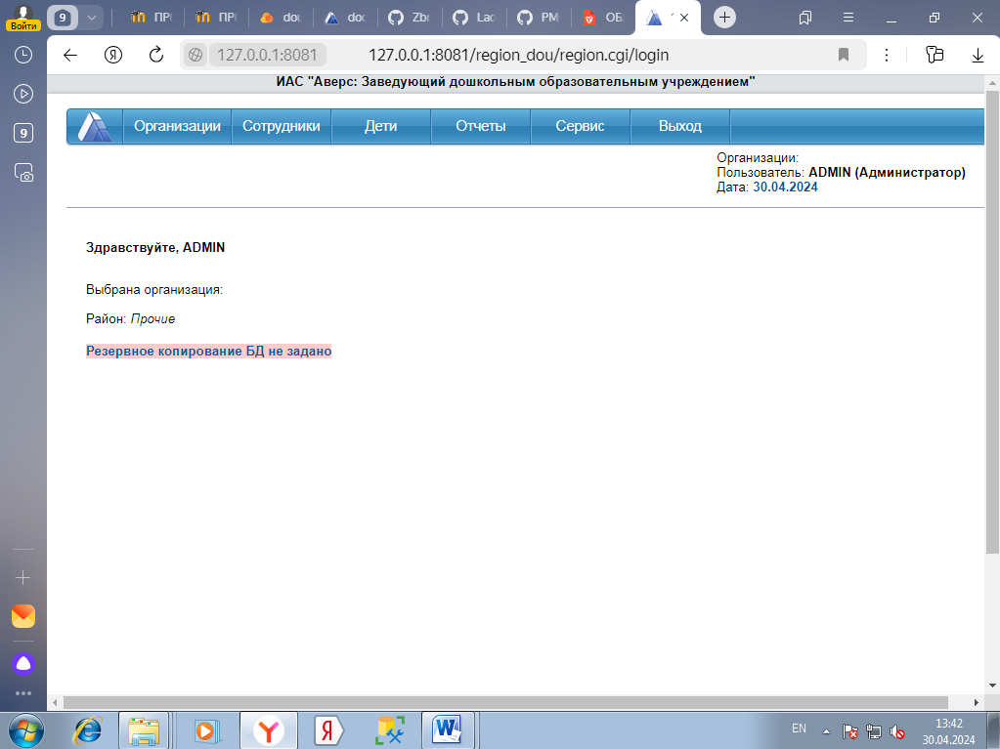 Войти
9
ПР
ПР
dou
doc
Zbr
Lac
PM
ОБ
127.0.0.1:8081
127.0.0.1:8081/region_dou/region.cgi/login
9
ИАС "Аверс: Заведующий дошкольным образовательным учреждением"
Организации
Сотрудники
Дети
Отчеты
Сервис
Выход
Организации:
Пользователь: ADMIN (Администратор)
Дата: 30.04.2024
Здравствуйте, ADMIN
Выбрана организация:
Район: Прочие
Резервное копирование БД не задано
EN
13:42
30.04.2024